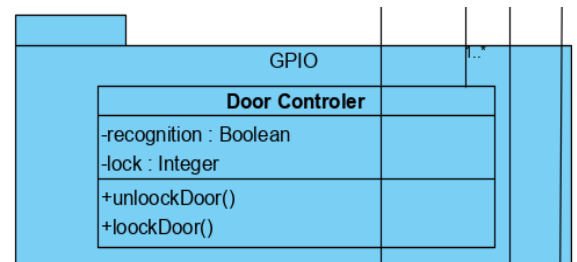 GPIO
1..*
Door Controler
-recognition : Boolean
-lock : Integer
+unloockDoor()
+loockDoor()